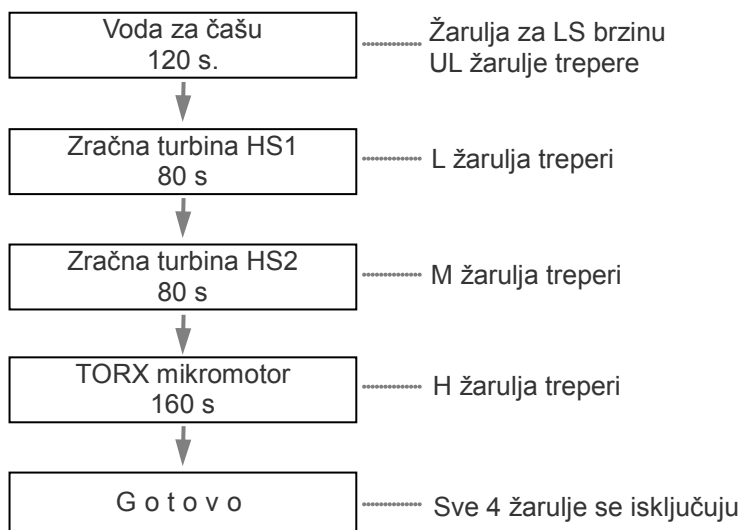 Voda za čašu
120 s.
Žarulja za LS brzinu
UL žarulje trepere
Zračna turbina HS1
80 s
L žarulja treperi
Zračna turbina HS2
80 s
M žarulja treperi
TORX mikromotor
160 s
H žarulja treperi
G o t o v o
Sve 4 žarulje se isključuju